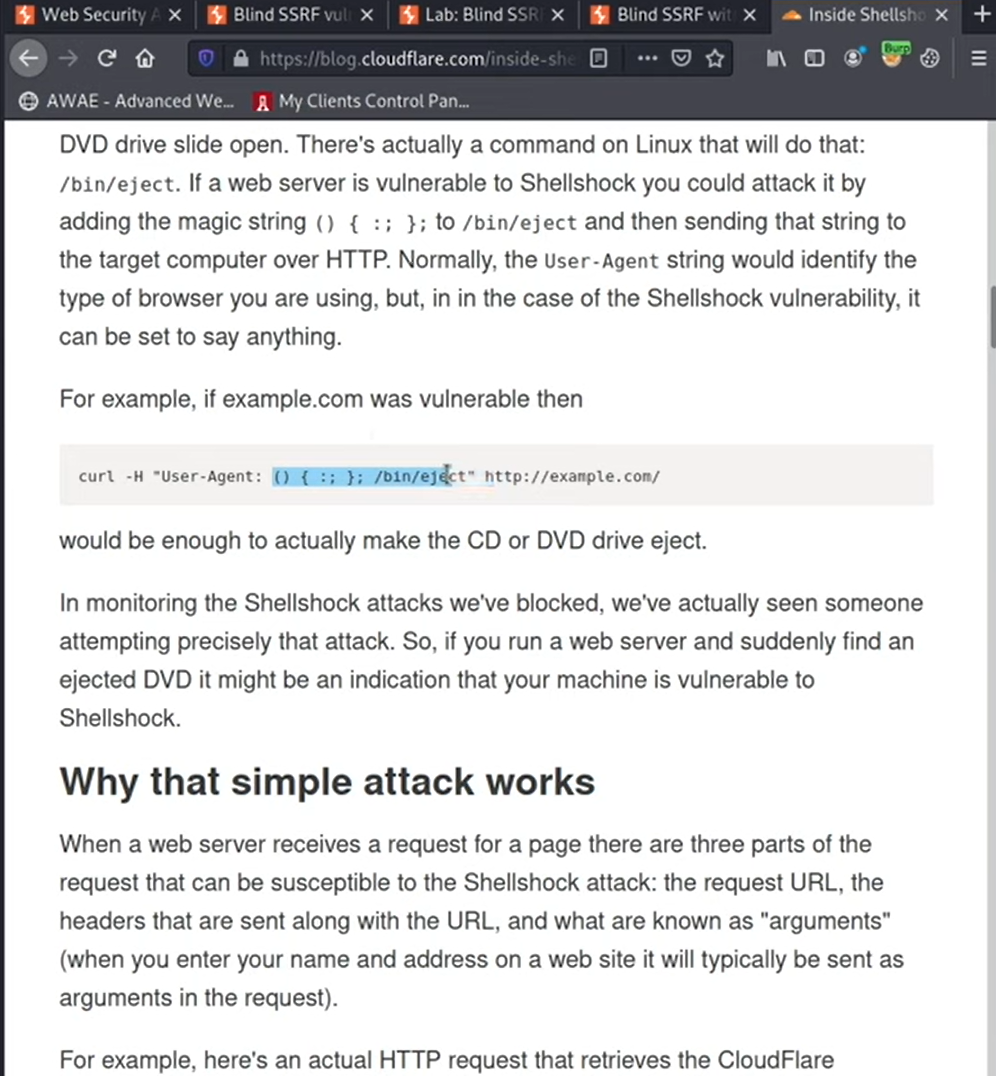 Web Security A
Blind SSRF vul
Lab: Blind SSR
Blind SSRF wit
Inside Shellsho
https://blog.cloudflare.com/inside-she
Burp
AWAE - Advanced We...
My Clients Control Pan...
DVD drive slide open. There's actually a command on Linux that will do that:
/bin/eject. If a web server is vulnerable to Shellshock you could attack it by
adding the magic string () { :; }; to /bin/eject and then sending that string to
the target computer over HTTP. Normally, the User-Agent string would identify the
type of browser you are using, but, in in the case of the Shellshock vulnerability, it
can be set to say anything.
For example, if example.com was vulnerable then
curl -H "User-Agent: () { :; }; /bin/eject" http://example.com/
would be enough to actually make the CD or DVD drive eject.
In monitoring the Shellshock attacks we've blocked, we've actually seen someone
attempting precisely that attack. So, if you run a web server and suddenly find an
ejected DVD it might be an indication that your machine is vulnerable to
Shellshock.
Why that simple attack works
When a web server receives a request for a page there are three parts of the
request that can be susceptible to the Shellshock attack: the request URL, the
headers that are sent along with the URL, and what are known as "arguments"
(when you enter your name and address on a web site it will typically be sent as
arguments in the request).
For example, here's an actual HTTP request that retrieves the CloudFlare